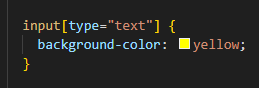 input[type="text"] {
  background-color: yellow;
}